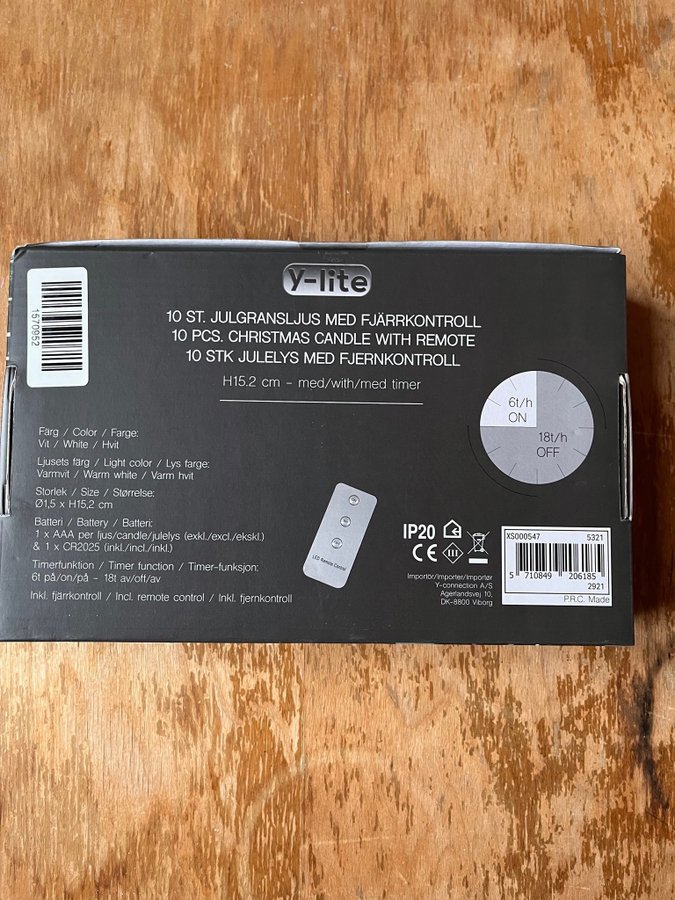 y-lite
1570952
10 ST. JULGRANSLJUS MED FJÄRRKONTROLL
10 PCS. CHRISTMAS CANDLE WITH REMOTE
10 STK JULELYS MED FJERNKONTROLL
H15.2 cm - med/with/med timer
6t/h
ON
18t/h
OFF
Färg / Color / Farge:
Vit / White / Hvit
Ljusets färg / Light color / Lys farge:
Varmvit / Warm white / Varm hvit
Storlek / Size / Størrelse:
Ø1,5 x H15,2 cm
Batteri / Battery / Batteri:
1 x AAA per ljus/candle/julelys (exkl./excl./ekskl.)
& 1 x CR2025 (inkl./incl./inkl.)
Timerfunktion / Timer function / Timer-funksjon:
6t på/on/på - 18t av/off/av
Inkl. fjärrkontroll / Incl. remote control / Inkl. fjernkontroll
LED Remote Control
IP20
CE
III
Importör/Importer/Importør
Y-connection A/S
Agerlandsvej 10,
DK-8800 Viborg
XS000547 5321
5 710849 206185
2921
P.R.C. Made